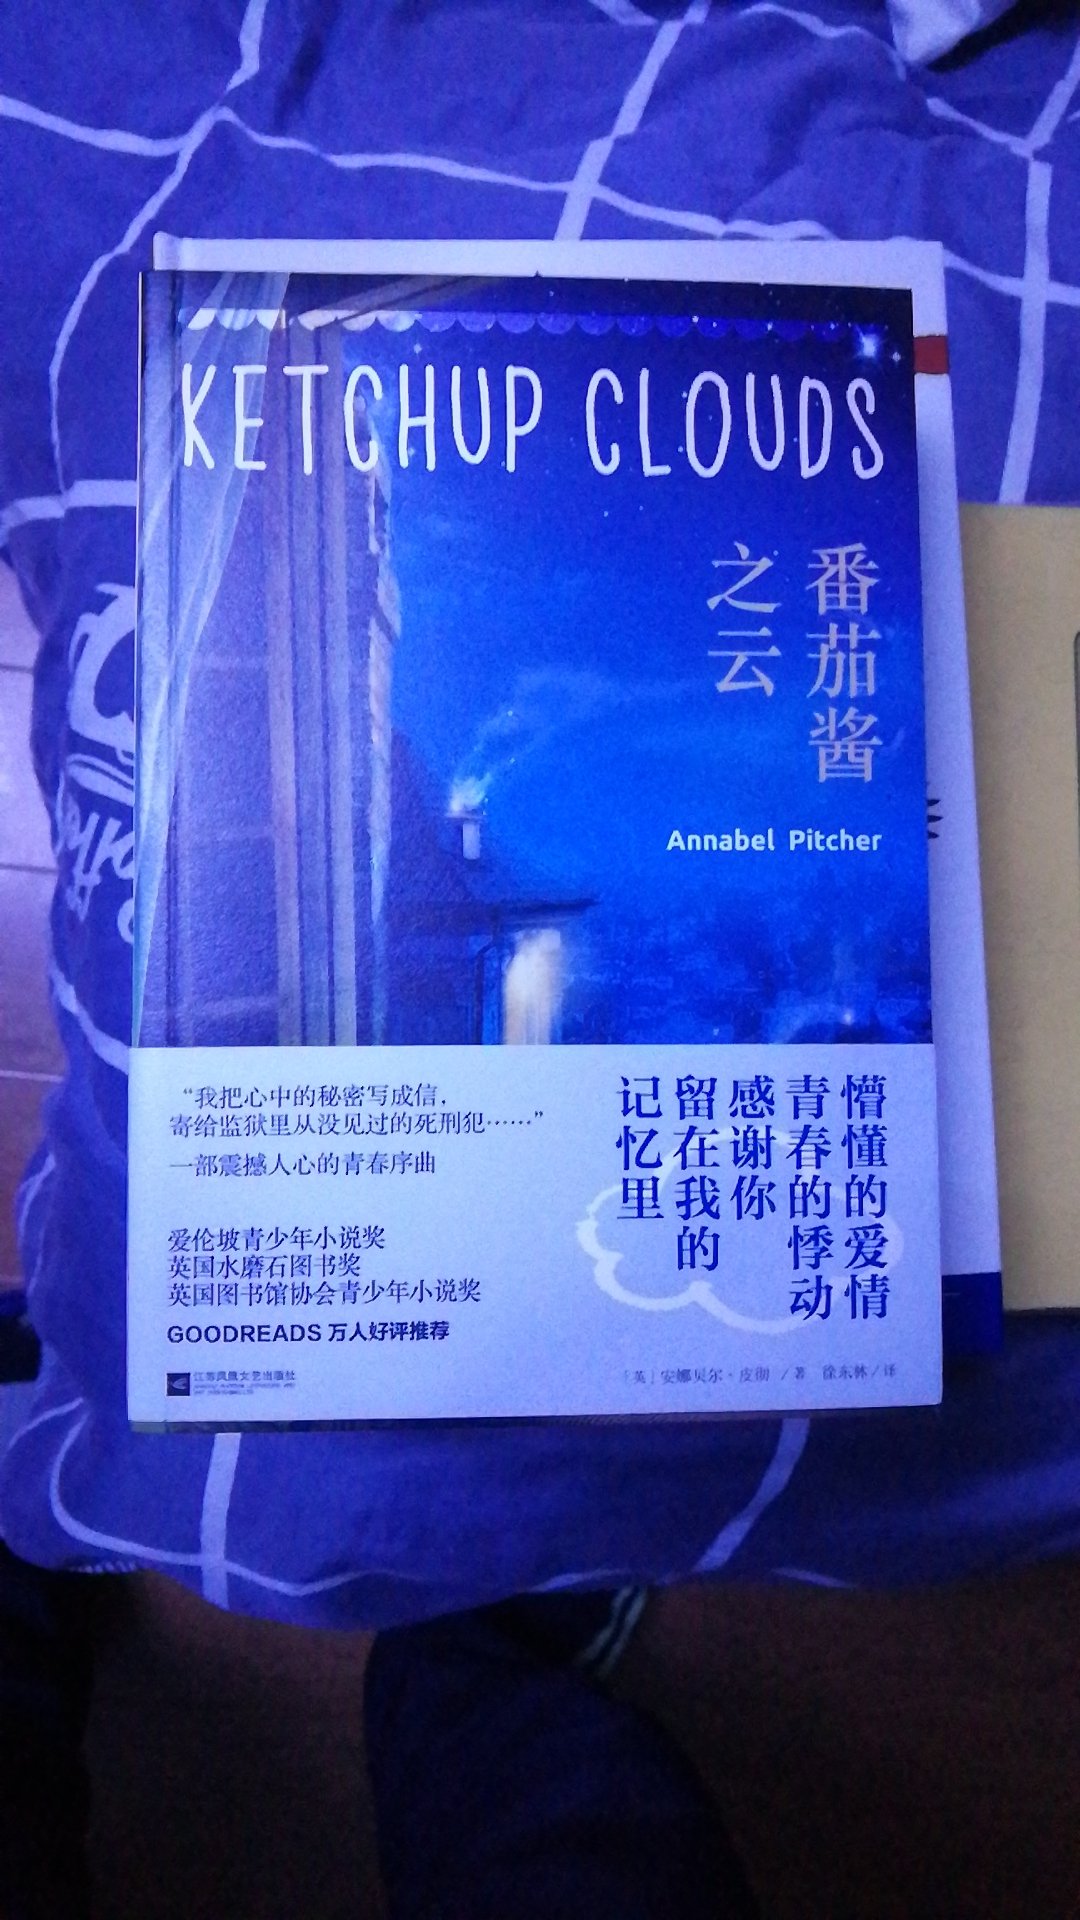 KETCHUP CLOUDS
番茄酱
之云
Annabel Pitcher
“我把心中的秘密写成信，
寄给监狱里从没见过的死刑犯……”
一部震撼人心的青春序曲
爱伦坡青少年小说奖
英国水磨石图书奖
英国图书馆协会青少年小说奖
GOODREADS 万人好评推荐
懵懂的爱情
青春的悸动
感谢你
留在我的
记忆里
江苏凤凰文艺出版社
［英］安娜贝尔·皮彻 / 著 徐东林 / 译